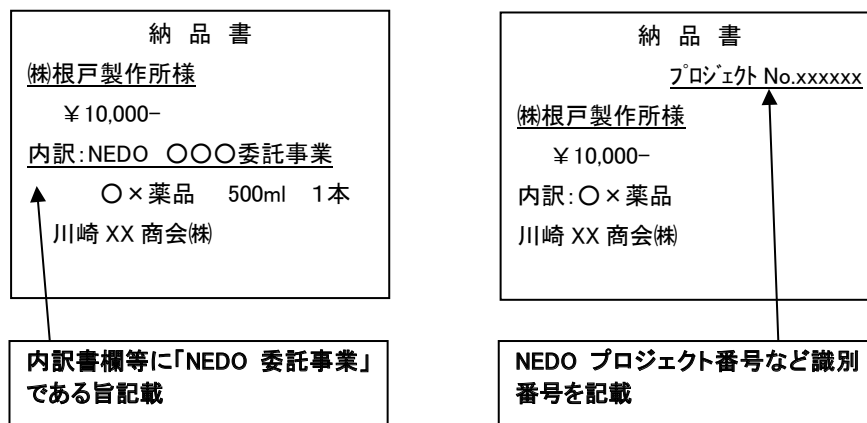 納 品 書
㈱根戸製作所様
￥10,000−
内訳：NEDO ○○○委託事業
○×薬品 500ml 1本
川崎 XX 商会㈱
内訳書欄等に「NEDO 委託事業」
である旨記載
納 品 書
ﾌﾟﾛｼﾞｪｸﾄ No.xxxxxx
㈱根戸製作所様
￥10,000−
内訳：○×薬品
川崎 XX 商会㈱
NEDO プロジェクト番号など識別
番号を記載